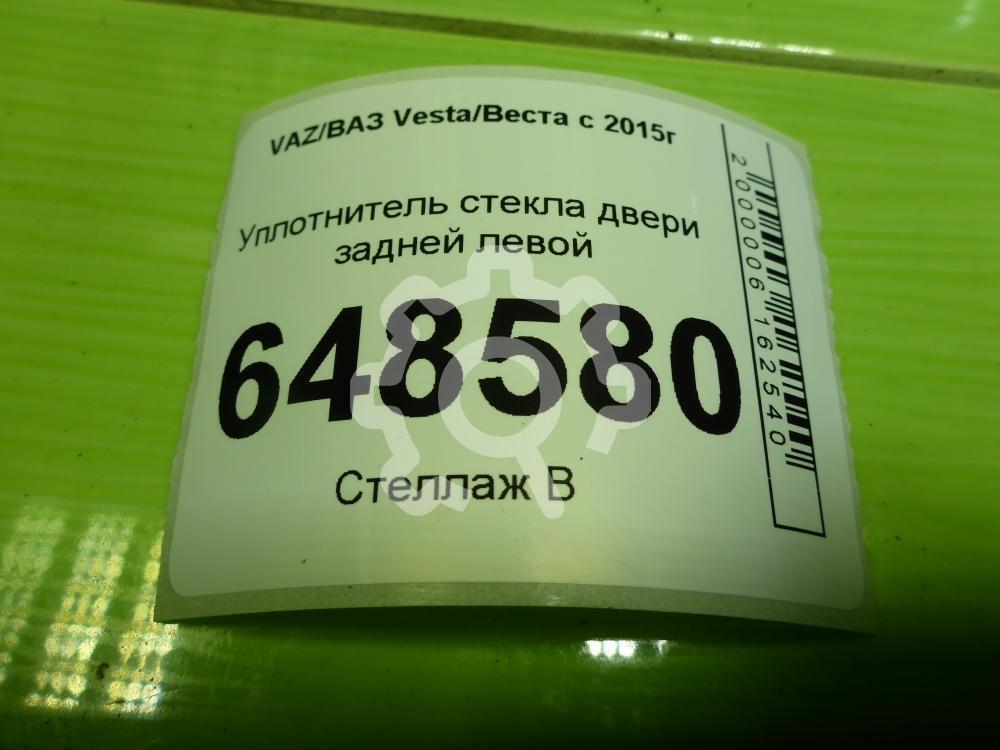 VAZ/ВАЗ Vesta/Веста с 2015г
Уплотнитель стекла двери
задней левой
648580
Стеллаж В
2000006162540